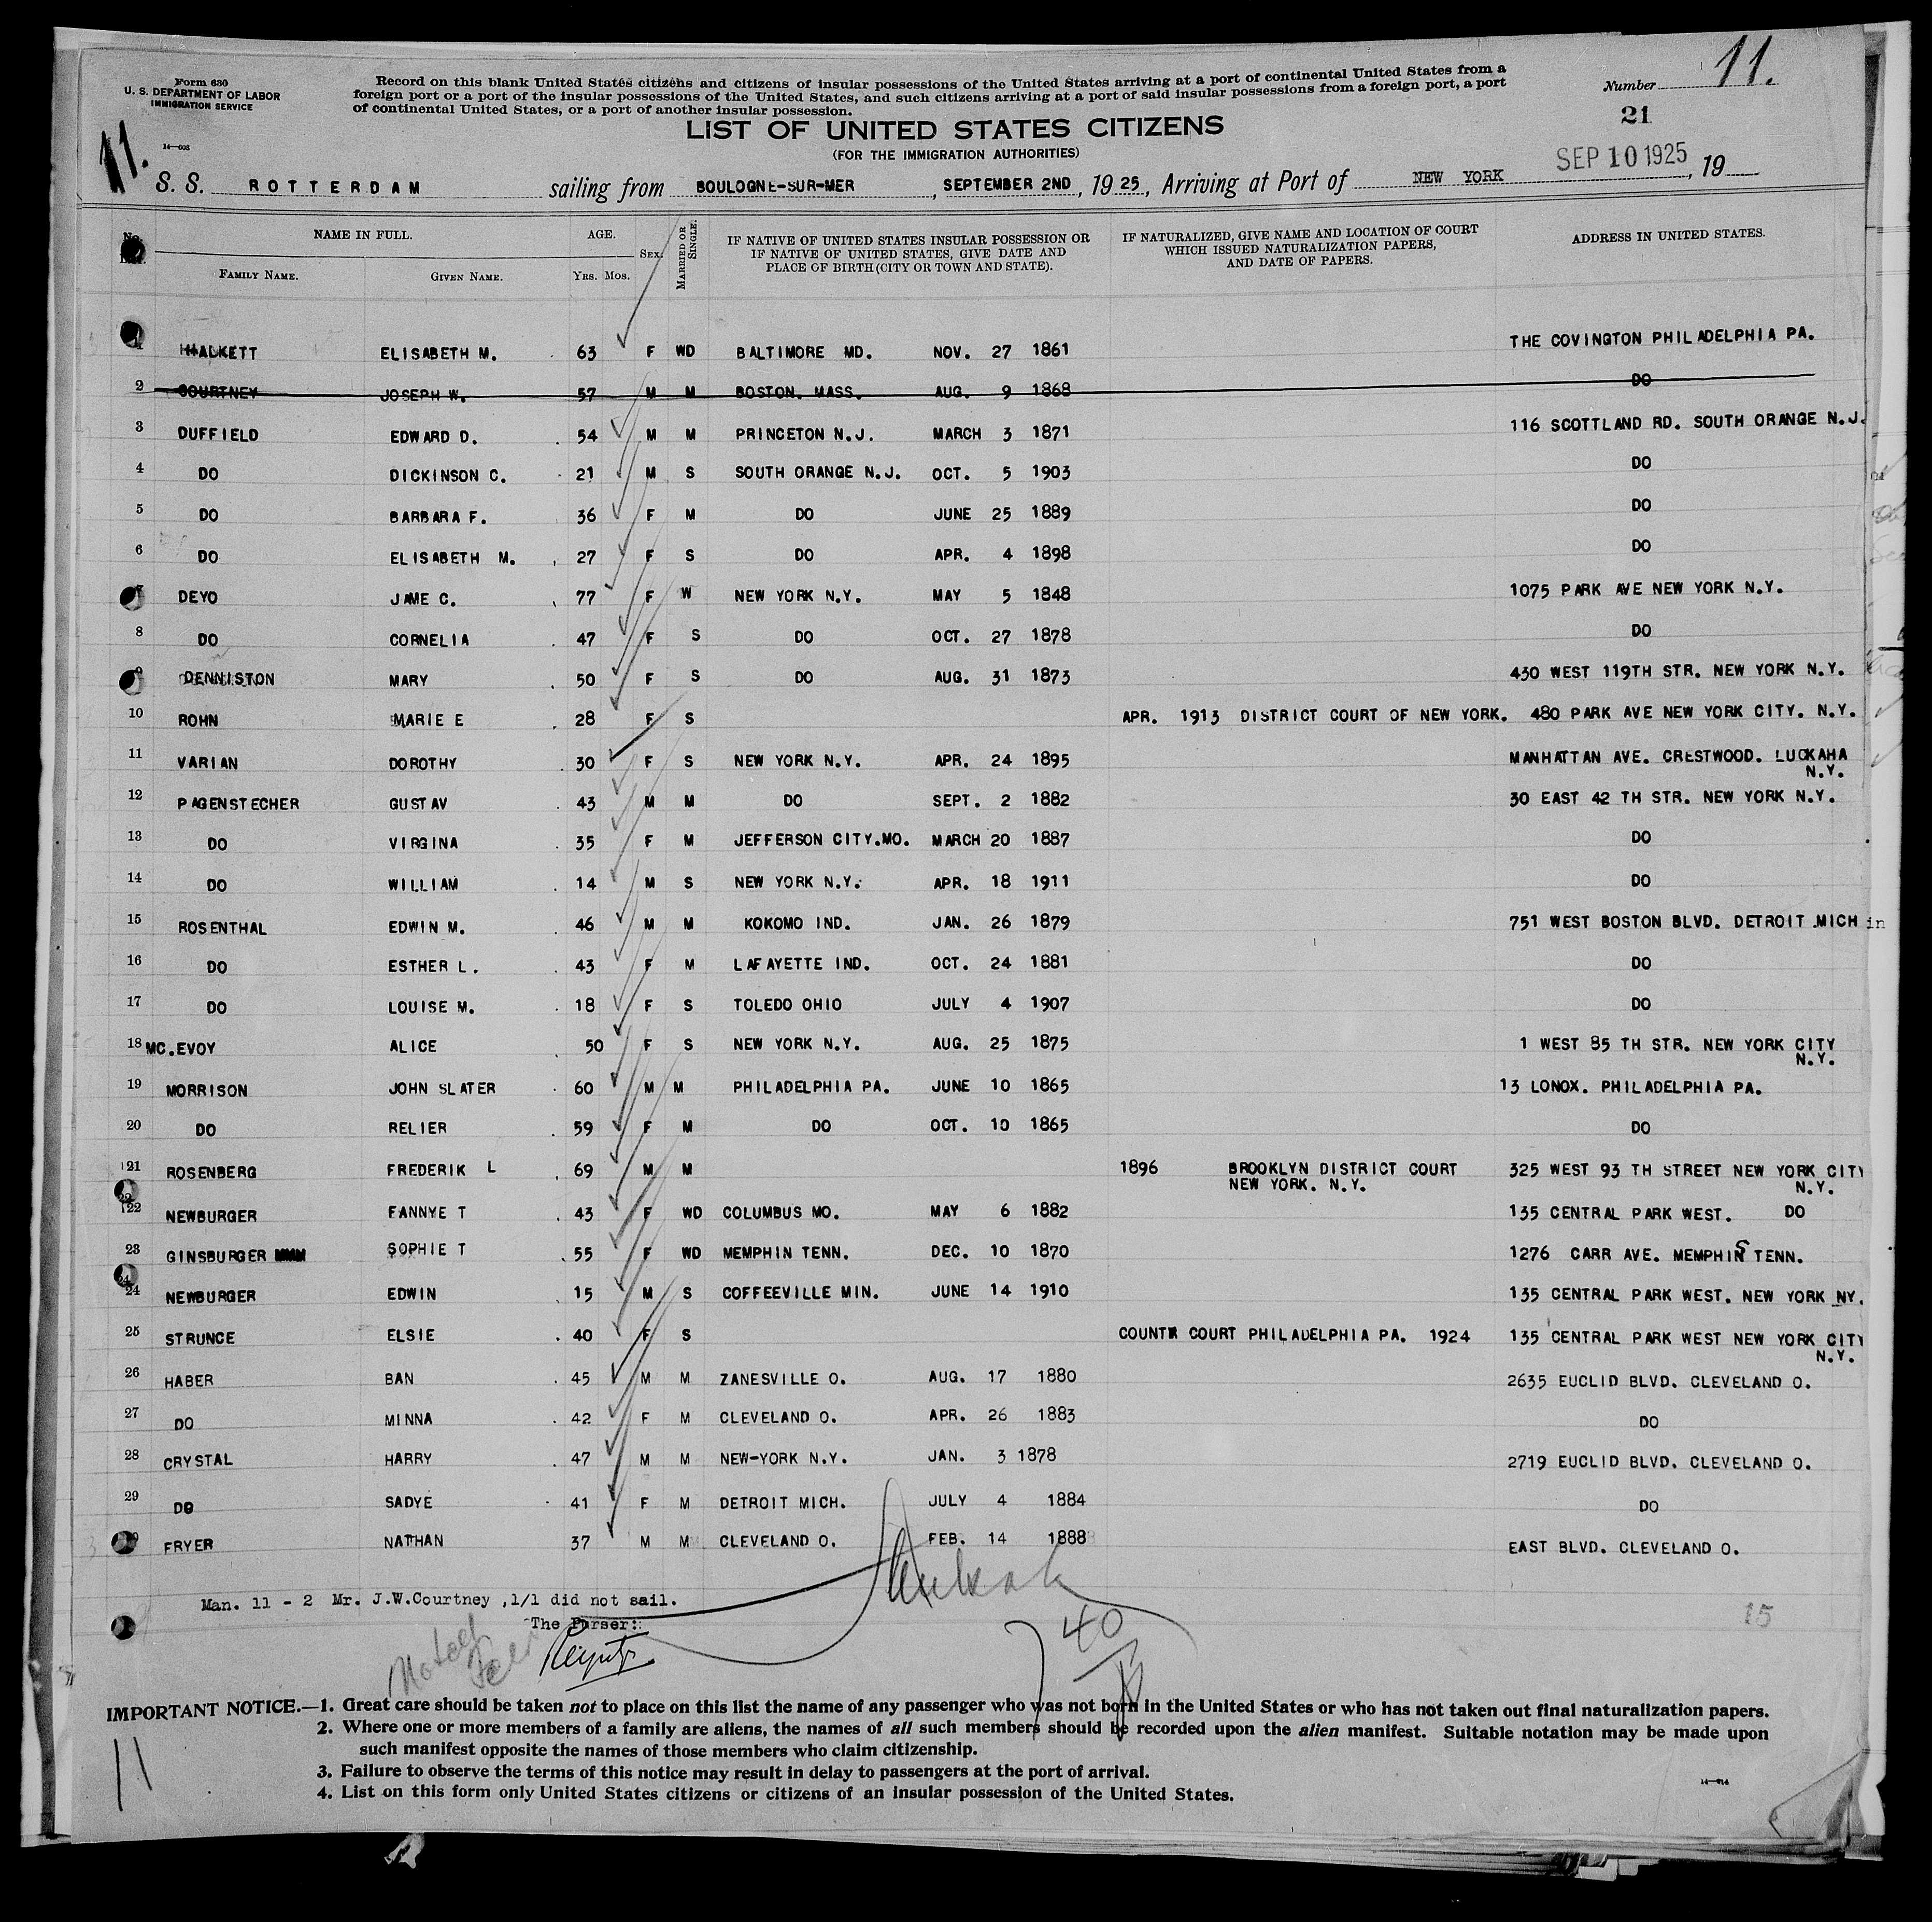 Form 630
U. S. DEPARTMENT OF LABOR
IMMIGRATION SERVICE
14—608
Record on this blank United States citizens and citizens of insular possessions of the United States arriving at a port of continental United States from a
foreign port or a port of the insular possessions of the United States, and such citizens arriving at a port of said insular possessions from a foreign port, a port
of continental United States, or a port of another insular possession.
Number 11.
21
LIST OF UNITED STATES CITIZENS
(FOR THE IMMIGRATION AUTHORITIES)
11.
S. S. ROTTERDAM sailing from BOULOGNE-SUR-MER, SEPTEMBER 2ND, 1925, Arriving at Port of NEW YORK SEP 10 1925, 19
NAME IN FULL. AGE. SEX. MARRIED OR SINGLE. IF NATIVE OF UNITED STATES INSULAR POSSESSION OR IF NATIVE OF UNITED STATES, GIVE DATE AND PLACE OF BIRTH (CITY OR TOWN AND STATE). IF NATURALIZED, GIVE NAME AND LOCATION OF COURT WHICH ISSUED NATURALIZATION PAPERS, AND DATE OF PAPERS. ADDRESS IN UNITED STATES.
FAMILY NAME. GIVEN NAME. YRS. MOS.
HALKETT ELISABETH M. 63 F WD BALTIMORE MD. NOV. 27 1861 THE COVINGTON PHILADELPHIA PA.
2 COURTNEY JOSEPH W. 57 M M BOSTON. MASS. AUG. 9 1868 DO
3 DUFFIELD EDWARD D. 54 M M PRINCETON N.J. MARCH 3 1871 116 SCOTTLAND RD. SOUTH ORANGE N.J.
4 DO DICKINSON C. 21 M S SOUTH ORANGE N.J. OCT. 5 1903 DO
5 DO BARBARA F. 36 F M DO JUNE 25 1889 DO
6 DO ELISABETH M. 27 F S DO APR. 4 1898 DO
7 DEYO JAME C. 77 F W NEW YORK N.Y. MAY 5 1848 1075 PARK AVE NEW YORK N.Y.
8 DO CORNELIA 47 F S DO OCT. 27 1878 DO
9 DENNISTON MARY 50 F S DO AUG. 31 1873 430 WEST 119TH STR. NEW YORK N.Y.
10 ROHN MARIE E 28 F S APR. 1913 DISTRICT COURT OF NEW YORK. 480 PARK AVE NEW YORK CITY. N.Y.
11 VARIAN DOROTHY 30 F S NEW YORK N.Y. APR. 24 1895 MANHATTAN AVE. CRESTWOOD. LUCKAHA
N.Y.
12 PAGENSTECHER GUSTAV 43 M M DO SEPT. 2 1882 30 EAST 42 TH STR. NEW YORK N.Y.
13 DO VIRGINA 35 F M JEFFERSON CITY.MO. MARCH 20 1887 DO
14 DO WILLIAM 14 M S NEW YORK N.Y. APR. 18 1911 DO
15 ROSENTHAL EDWIN M. 46 M M KOKOMO IND. JAN. 26 1879 751 WEST BOSTON BLVD. DETROIT .MICH in
16 DO ESTHER L. 43 F M LAFAYETTE IND. OCT. 24 1881 DO
17 DO LOUISE M. 18 F S TOLEDO OHIO JULY 4 1907 DO
18 MC.EVOY ALICE 50 F S NEW YORK N.Y. AUG. 25 1875 1 WEST 85 TH STR. NEW YORK CITY
N.Y.
19 MORRISON JOHN SLATER 60 M M PHILADELPHIA PA. JUNE 10 1865 13 LONOX. PHILADELPHIA PA.
20 DO RELIER 59 F M DO OCT. 10 1865 DO
21 ROSENBERG FREDERIK L 69 M M 1896 BROOKLYN DISTRICT COURT 325 WEST 93 TH STREET NEW YORK CITY
NEW YORK. N.Y. N.Y.
22 NEWBURGER FANNYE T 43 F WD COLUMBUS MO. MAY 6 1882 135 CENTRAL PARK WEST. DO
23 GINSBURGER SOPHIE T 55 F WD MEMPHIN TENN. DEC. 10 1870 1276 CARR AVE. MEMPHIS TENN.
24 NEWBURGER EDWIN 15 M S COFFEEVILLE MIN. JUNE 14 1910 135 CENTRAL PARK WEST. NEW YORK NY.
25 STRUNCE ELSIE 40 F S COUNTR COURT PHILADELPHIA PA. 1924 135 CENTRAL PARK WEST NEW YORK CITY
N.Y.
26 HABER BAN 45 M M ZANESVILLE O. AUG. 17 1880 2635 EUCLID BLVD. CLEVELAND O.
27 DO MINNA 42 F M CLEVELAND O. APR. 26 1883 DO
28 CRYSTAL HARRY 47 M M NEW-YORK N.Y. JAN. 3 1878 2719 EUCLID BLVD. CLEVELAND O.
29 DO SADYE 41 F M DETROIT MICH. JULY 4 1884 DO
FRYER NATHAN 37 M M CLEVELAND O. FEB. 14 1888 EAST BLVD. CLEVELAND O.
Man. 11 - 2 Mr. J.W.Courtney ,1/1 did not sail.
The Purser:
40
15
IMPORTANT NOTICE.—1. Great care should be taken not to place on this list the name of any passenger who was not born in the United States or who has not taken out final naturalization papers.
2. Where one or more members of a family are aliens, the names of all such members should be recorded upon the alien manifest. Suitable notation may be made upon
such manifest opposite the names of those members who claim citizenship.
3. Failure to observe the terms of this notice may result in delay to passengers at the port of arrival.
4. List on this form only United States citizens or citizens of an insular possession of the United States.
11